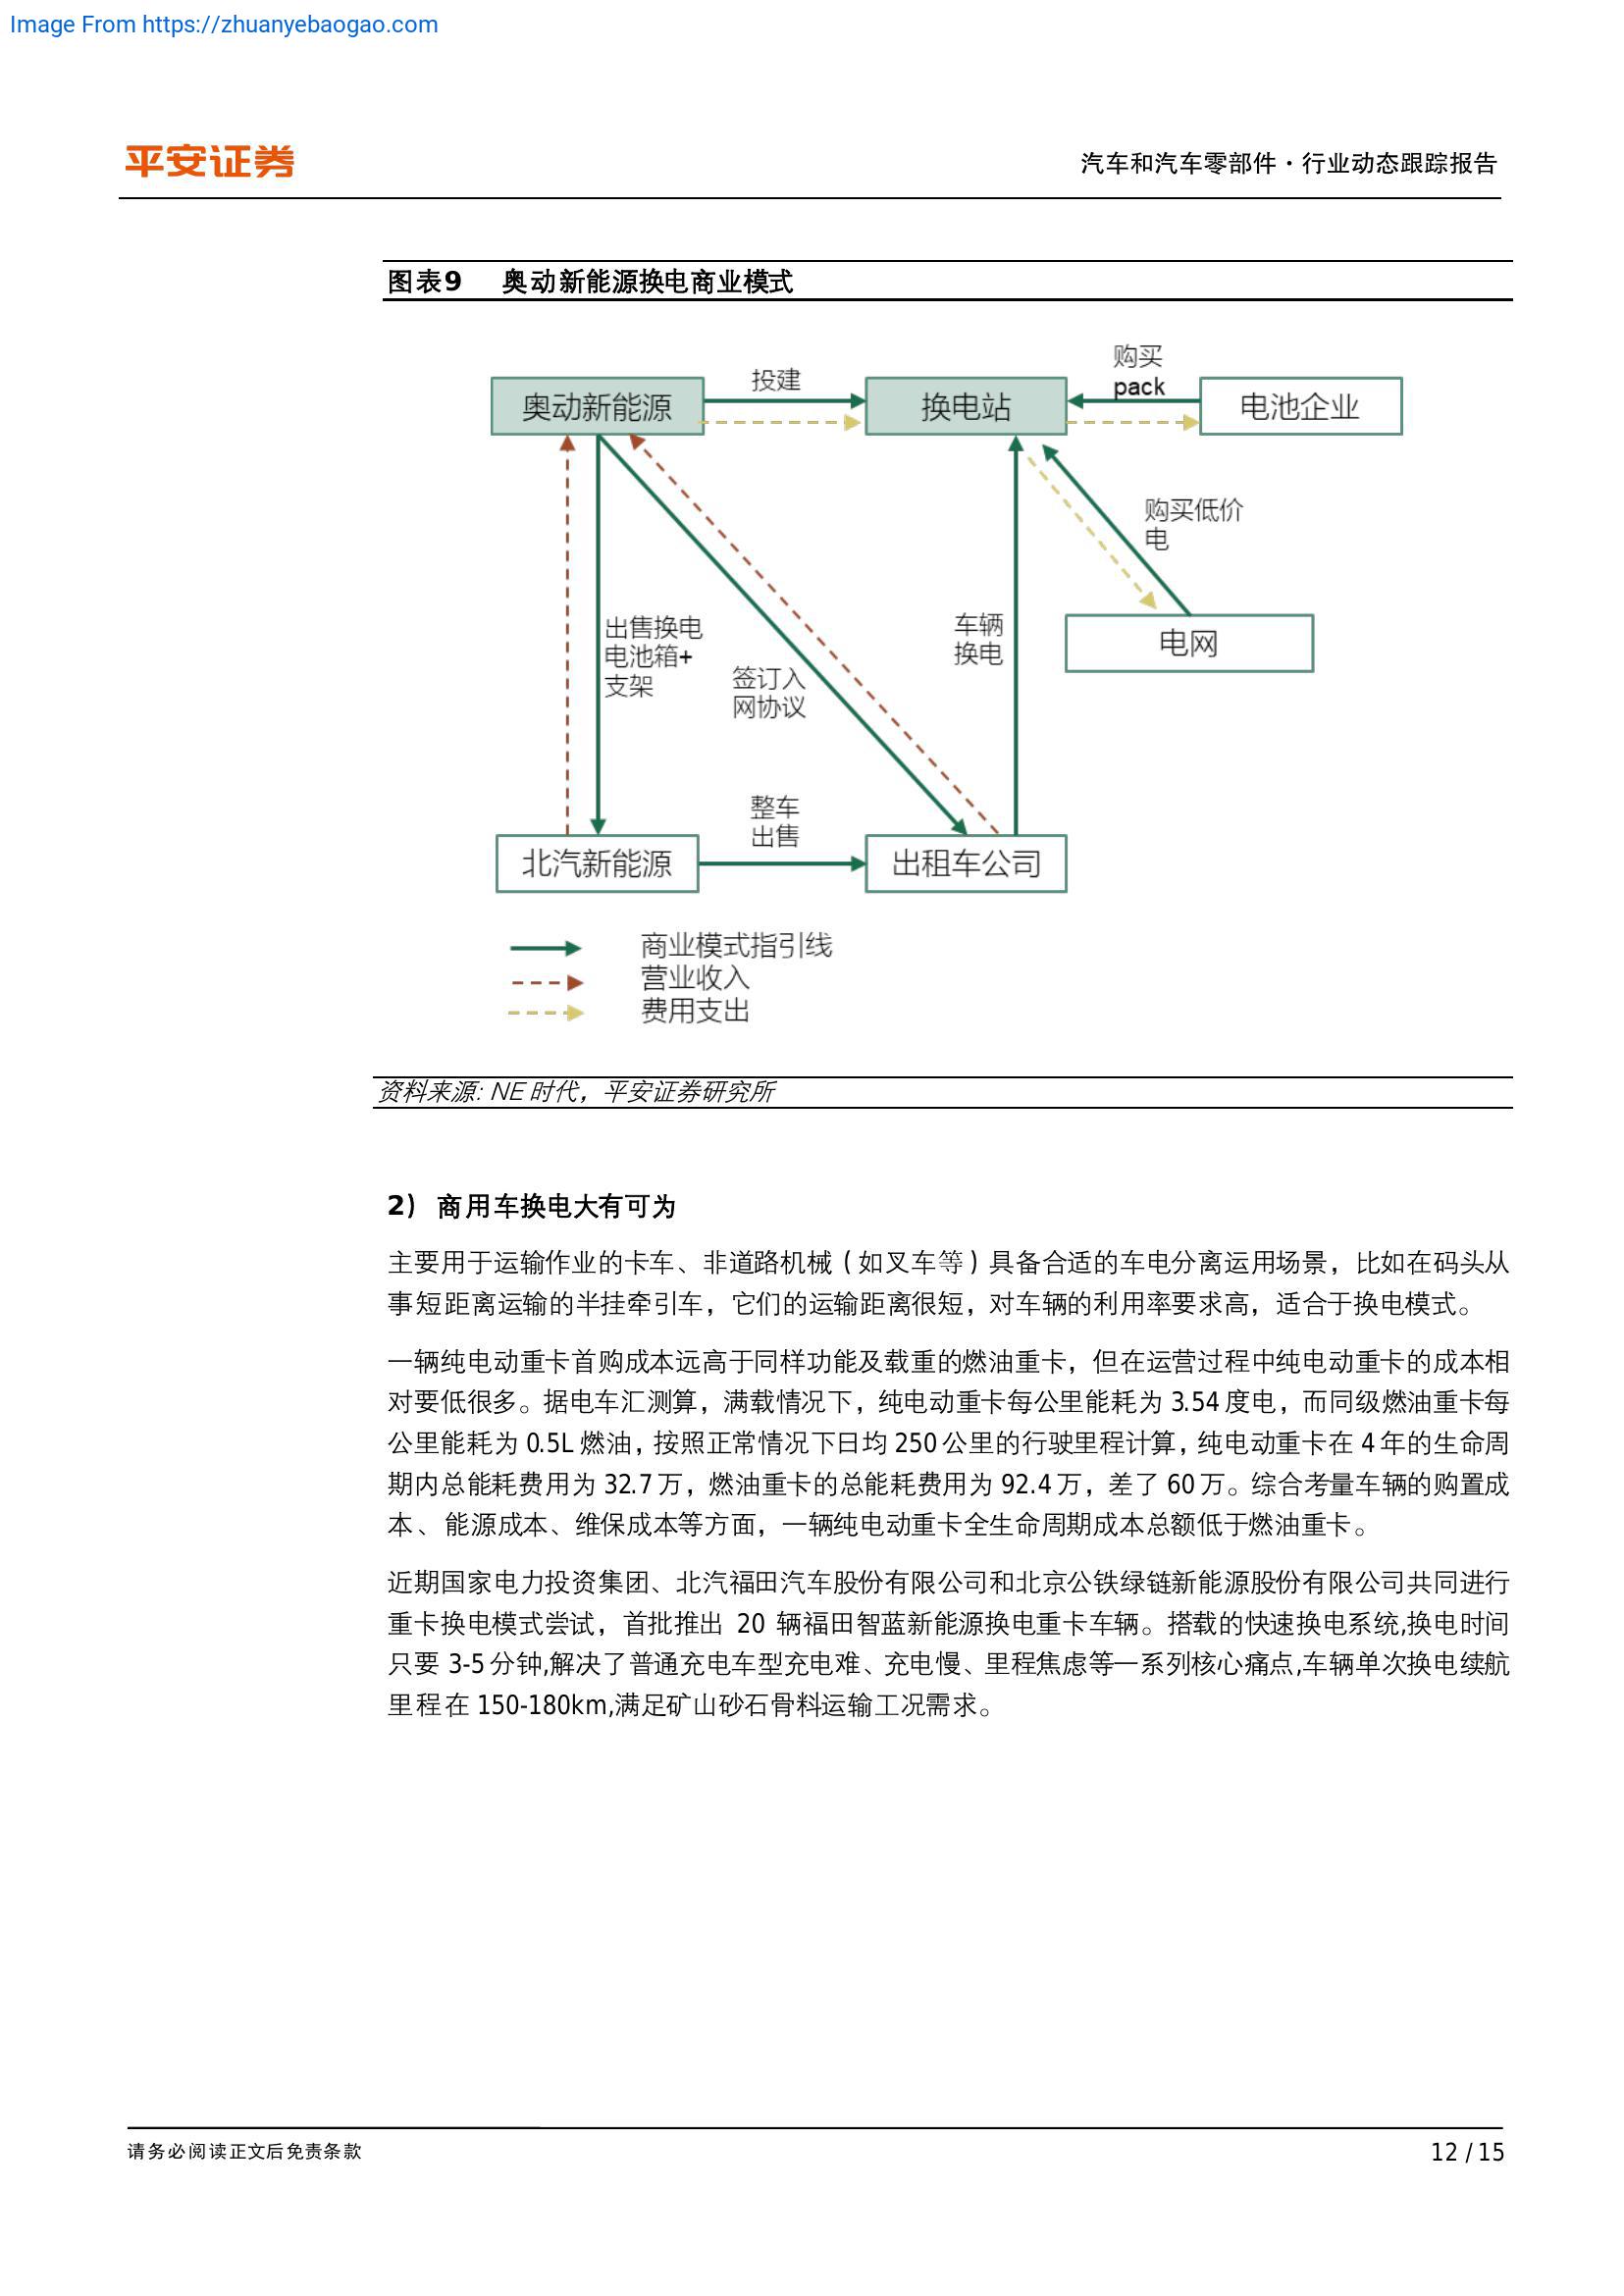 Image From https://zhuanyebaogao.com
平安证券
汽车和汽车零部件·行业动态跟踪报告
图表9 奥动新能源换电商业模式
奥动新能源
投建
换电站
购买
pack
电池企业
购买低价
电
电网
出售换电
电池箱+
支架
签订入
网协议
车辆
换电
整车
出售
北汽新能源
出租车公司
商业模式指引线
营业收入
费用支出
资料来源: NE 时代，平安证券研究所
2） 商用车换电大有可为
主要用于运输作业的卡车、非道路机械（如叉车等）具备合适的车电分离运用场景，比如在码头从
事短距离运输的半挂牵引车，它们的运输距离很短，对车辆的利用率要求高，适合于换电模式。
一辆纯电动重卡首购成本远高于同样功能及载重的燃油重卡，但在运营过程中纯电动重卡的成本相
对要低很多。据电车汇测算，满载情况下，纯电动重卡每公里能耗为 3.54 度电，而同级燃油重卡每
公里能耗为 0.5L 燃油，按照正常情况下日均 250 公里的行驶里程计算，纯电动重卡在 4 年的生命周
期内总能耗费用为 32.7 万，燃油重卡的总能耗费用为 92.4 万，差了 60 万。综合考量车辆的购置成
本、能源成本、维保成本等方面，一辆纯电动重卡全生命周期成本总额低于燃油重卡。
近期国家电力投资集团、北汽福田汽车股份有限公司和北京公铁绿链新能源股份有限公司共同进行
重卡换电模式尝试，首批推出 20 辆福田智蓝新能源换电重卡车辆。搭载的快速换电系统,换电时间
只要 3-5 分钟,解决了普通充电车型充电难、充电慢、里程焦虑等一系列核心痛点,车辆单次换电续航
里程在 150-180km,满足矿山砂石骨料运输工况需求。
请务必阅读正文后免责条款
12 / 15